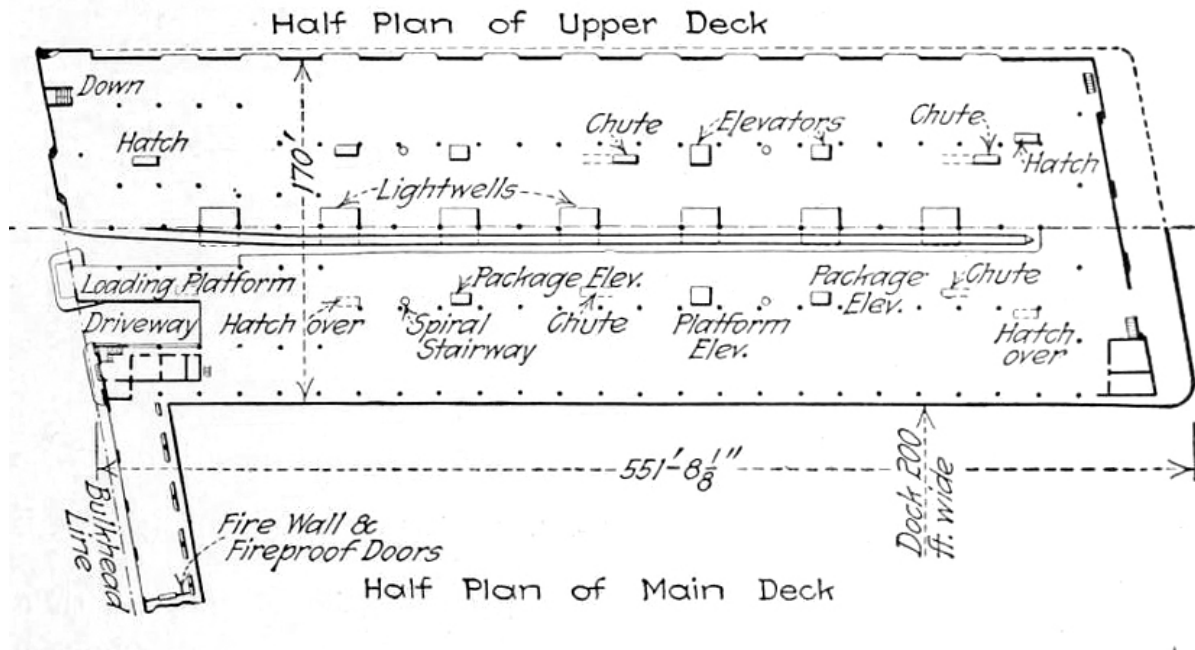 Half Plan of Upper Deck
Down
Hatch
170'
Chute
Elevators
Chute
Hatch
Lightwells
Loading Platform
Package Elev.
Package
Elev.
Chute
Driveway
Hatch over
Spiral
Stairway
Chute
Platform
Elev.
Hatch
over
551'-8 1/8"
Dock 200
ft. wide
Bulkhead
Line
Fire Wall &
Fireproof Doors
Half Plan of Main Deck